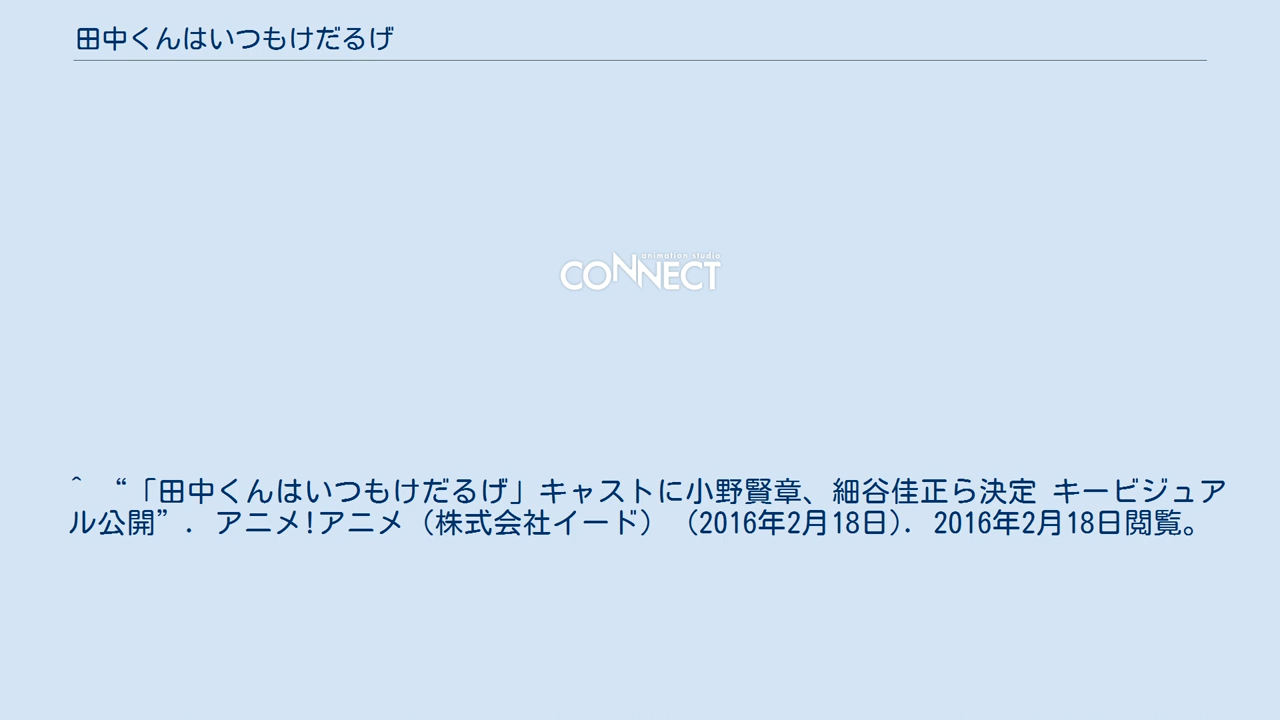 田中くんはいつもけだるげ
animation studio
CONNECT
^ “「田中くんはいつもけだるげ」キャストに小野賢章、細谷佳正ら決定 キービジュア
ル公開”. アニメ!アニメ（株式会社イード） (2016年2月18日). 2016年2月18日閲覧。